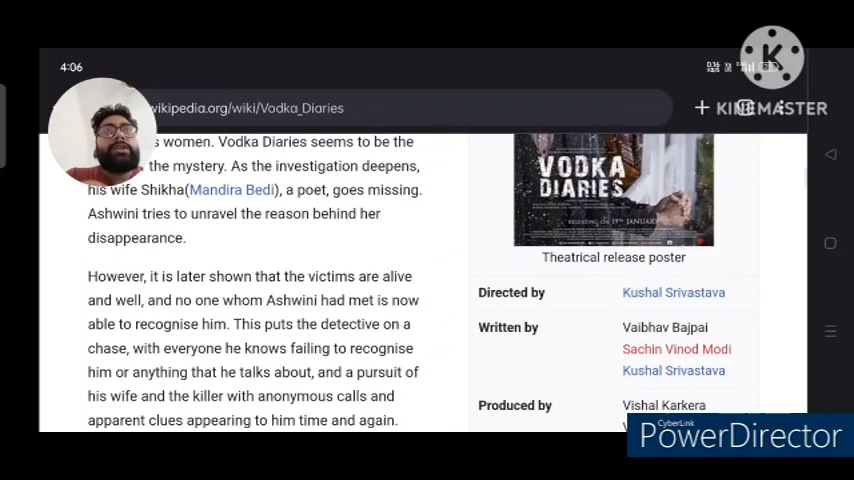 4:06
KINEMASTER
wikipedia.org/wiki/Vodka_Diaries
women. Vodka Diaries seems to be the
the mystery. As the investigation deepens,
his wife Shikha(Mandira Bedi), a poet, goes missing.
Ashwini tries to unravel the reason behind her
disappearance.
However, it is later shown that the victims are alive
and well, and no one whom Ashwini had met is now
able to recognise him. This puts the detective on a
chase, with everyone he knows failing to recognise
him or anything that he talks about, and a pursuit of
his wife and the killer with anonymous calls and
apparent clues appearing to him time and again.
VODKA
DIARIES
RELEASING ON 19TH JANUARY
Theatrical release poster
Directed by Kushal Srivastava
Written by Vaibhav Bajpai
Sachin Vinod Modi
Kushal Srivastava
Produced by Vishal Karkera
CyberLink
PowerDirector